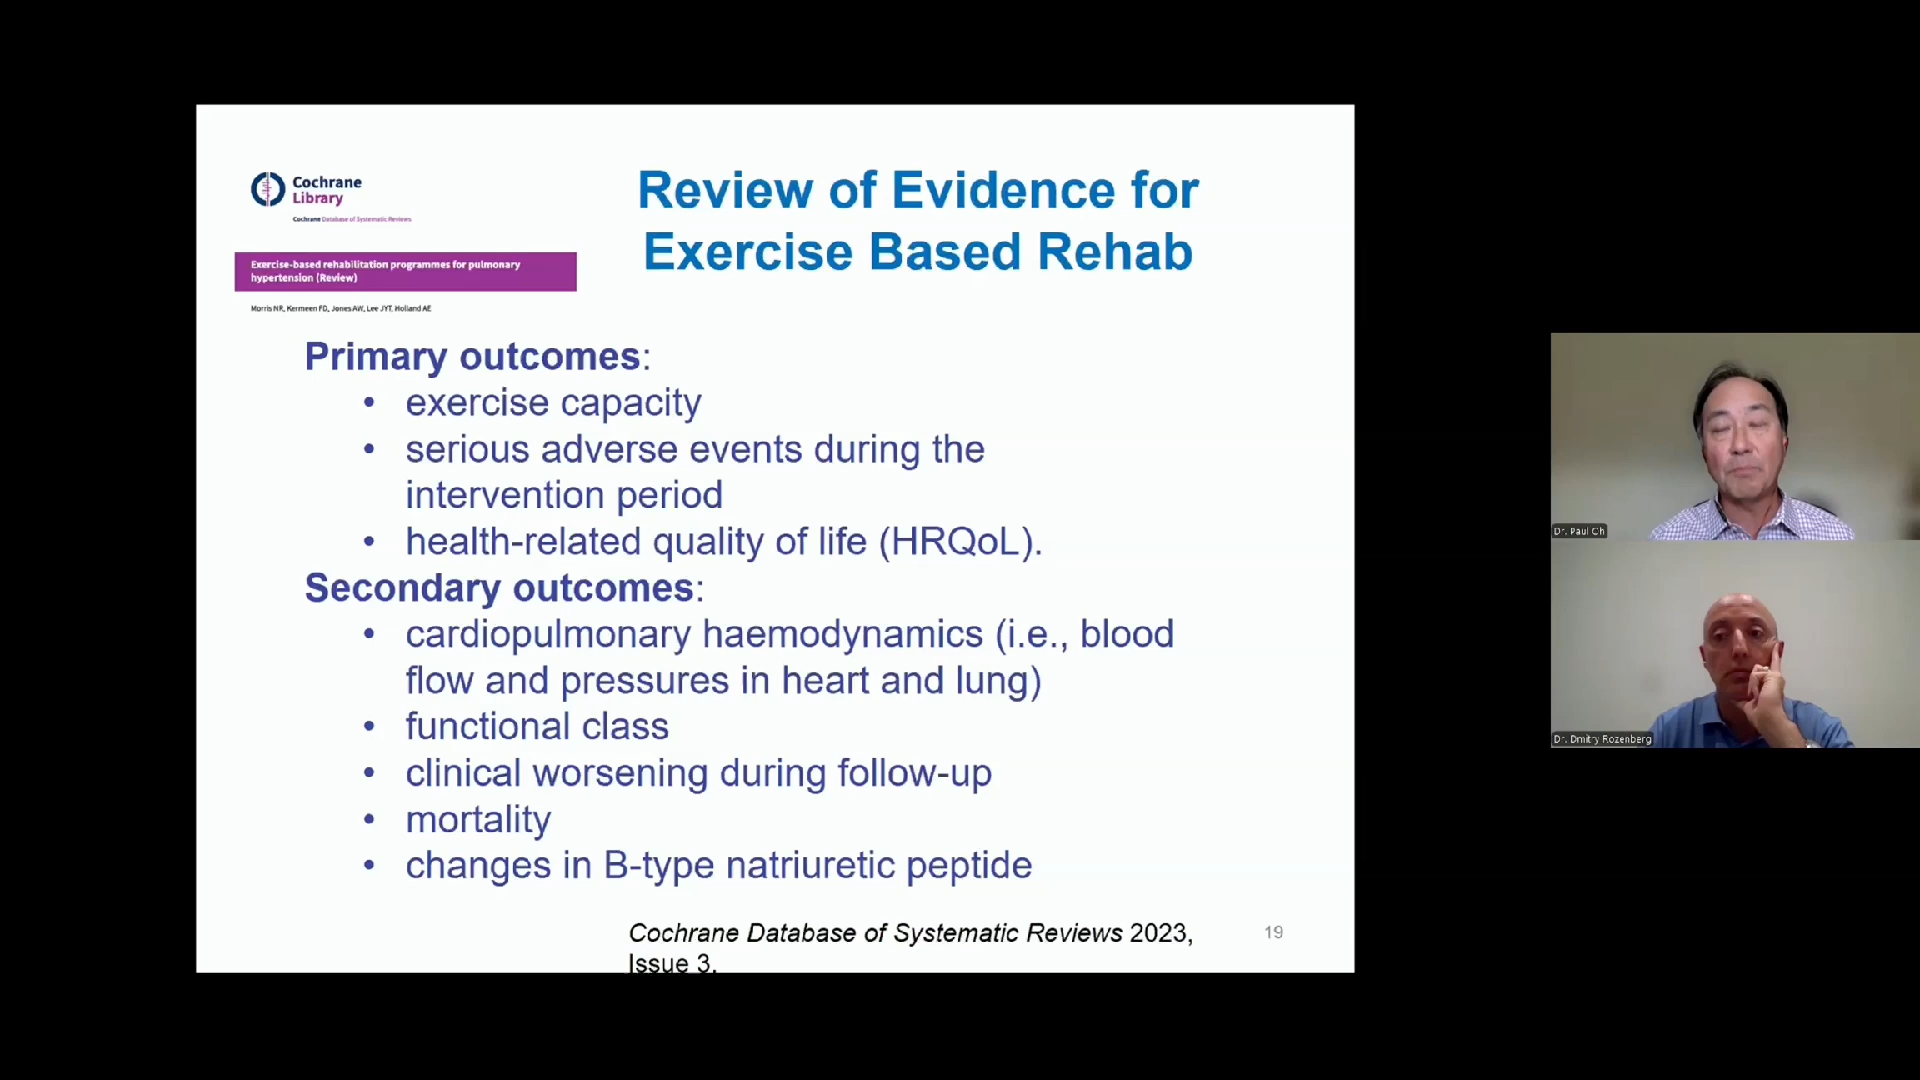 Cochrane
Library
Cochrane Database of Systematic Reviews
Review of Evidence for
Exercise Based Rehab
Exercise-based rehabilitation programmes for pulmonary
hypertension (Review)
Morris NR, Kermeen FD, Jones AW, Lee JYT, Holland AE
Primary outcomes:
• exercise capacity
• serious adverse events during the
intervention period
• health-related quality of life (HRQoL).
Secondary outcomes:
• cardiopulmonary haemodynamics (i.e., blood
flow and pressures in heart and lung)
• functional class
• clinical worsening during follow-up
• mortality
• changes in B-type natriuretic peptide
Cochrane Database of Systematic Reviews 2023,
Issue 3.
19
Dr. Paul Oh
Dr. Dmitry Rozenberg